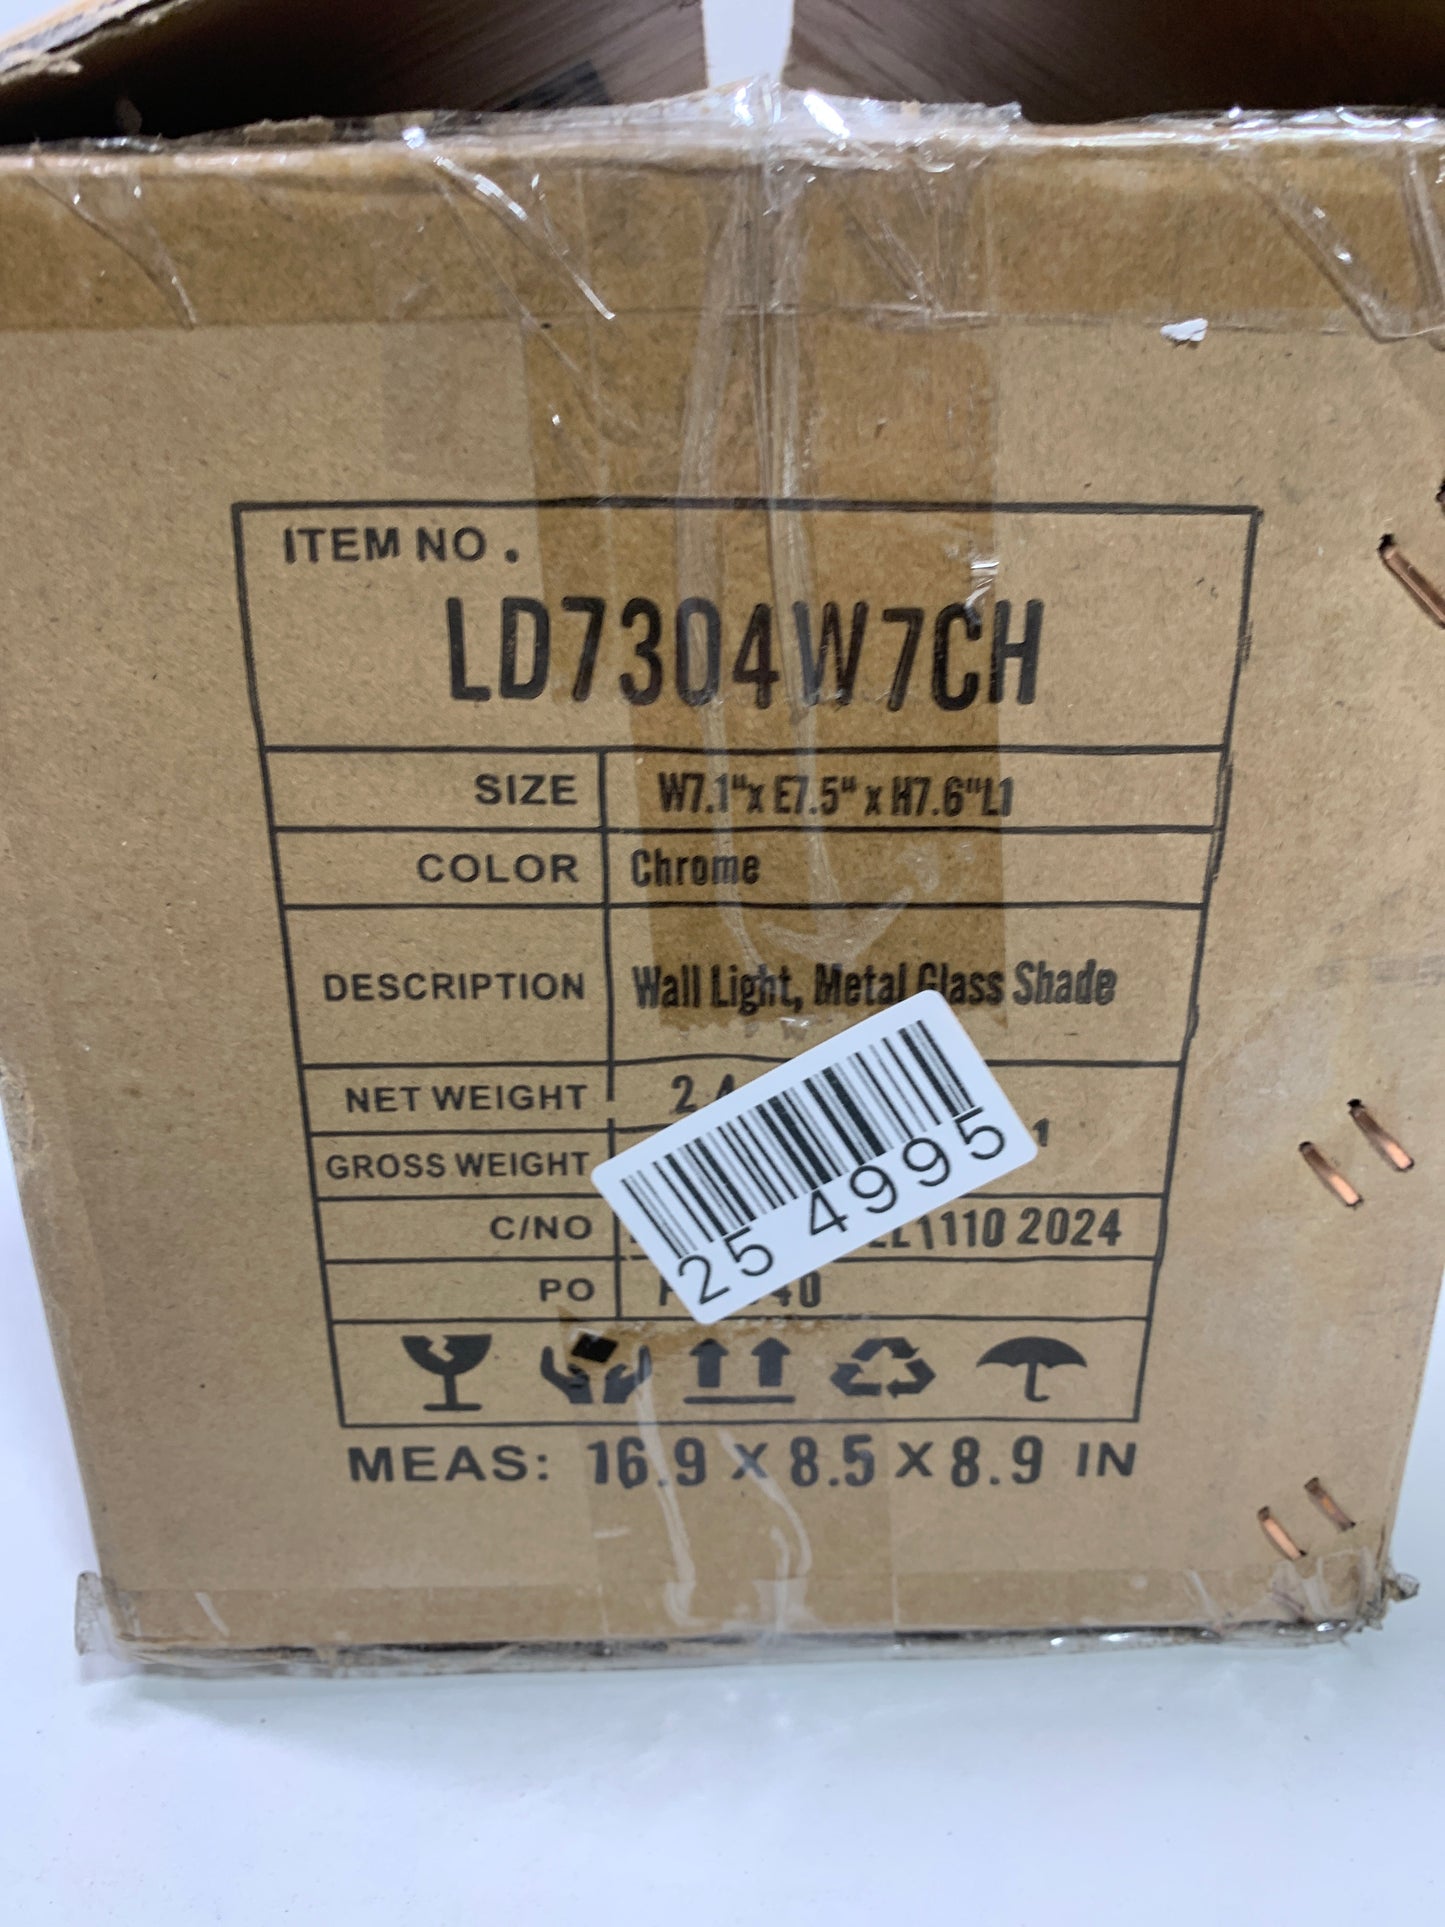 ITEM NO.
LD7304W7CH
SIZE W7.1"x E7.5" x H7.6"L1
COLOR Chrome
DESCRIPTION Wall Light, Metal Glass Shade
NET WEIGHT
GROSS WEIGHT
C/NO 2024
PO
25 4995
MEAS: 16.9 X 8.5 X 8.9 IN